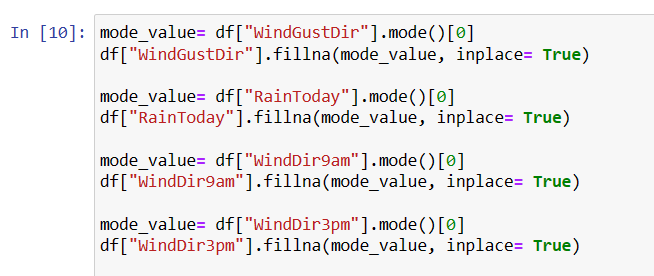 In [10]: mode_value= df["WindGustDir"].mode()[0]
df["WindGustDir"].fillna(mode_value, inplace= True)
mode_value= df["RainToday"].mode()[0]
df["RainToday"].fillna(mode_value, inplace= True)
mode_value= df["WindDir9am"].mode()[0]
df["WindDir9am"].fillna(mode_value, inplace= True)
mode_value= df["WindDir3pm"].mode()[0]
df["WindDir3pm"].fillna(mode_value, inplace= True)